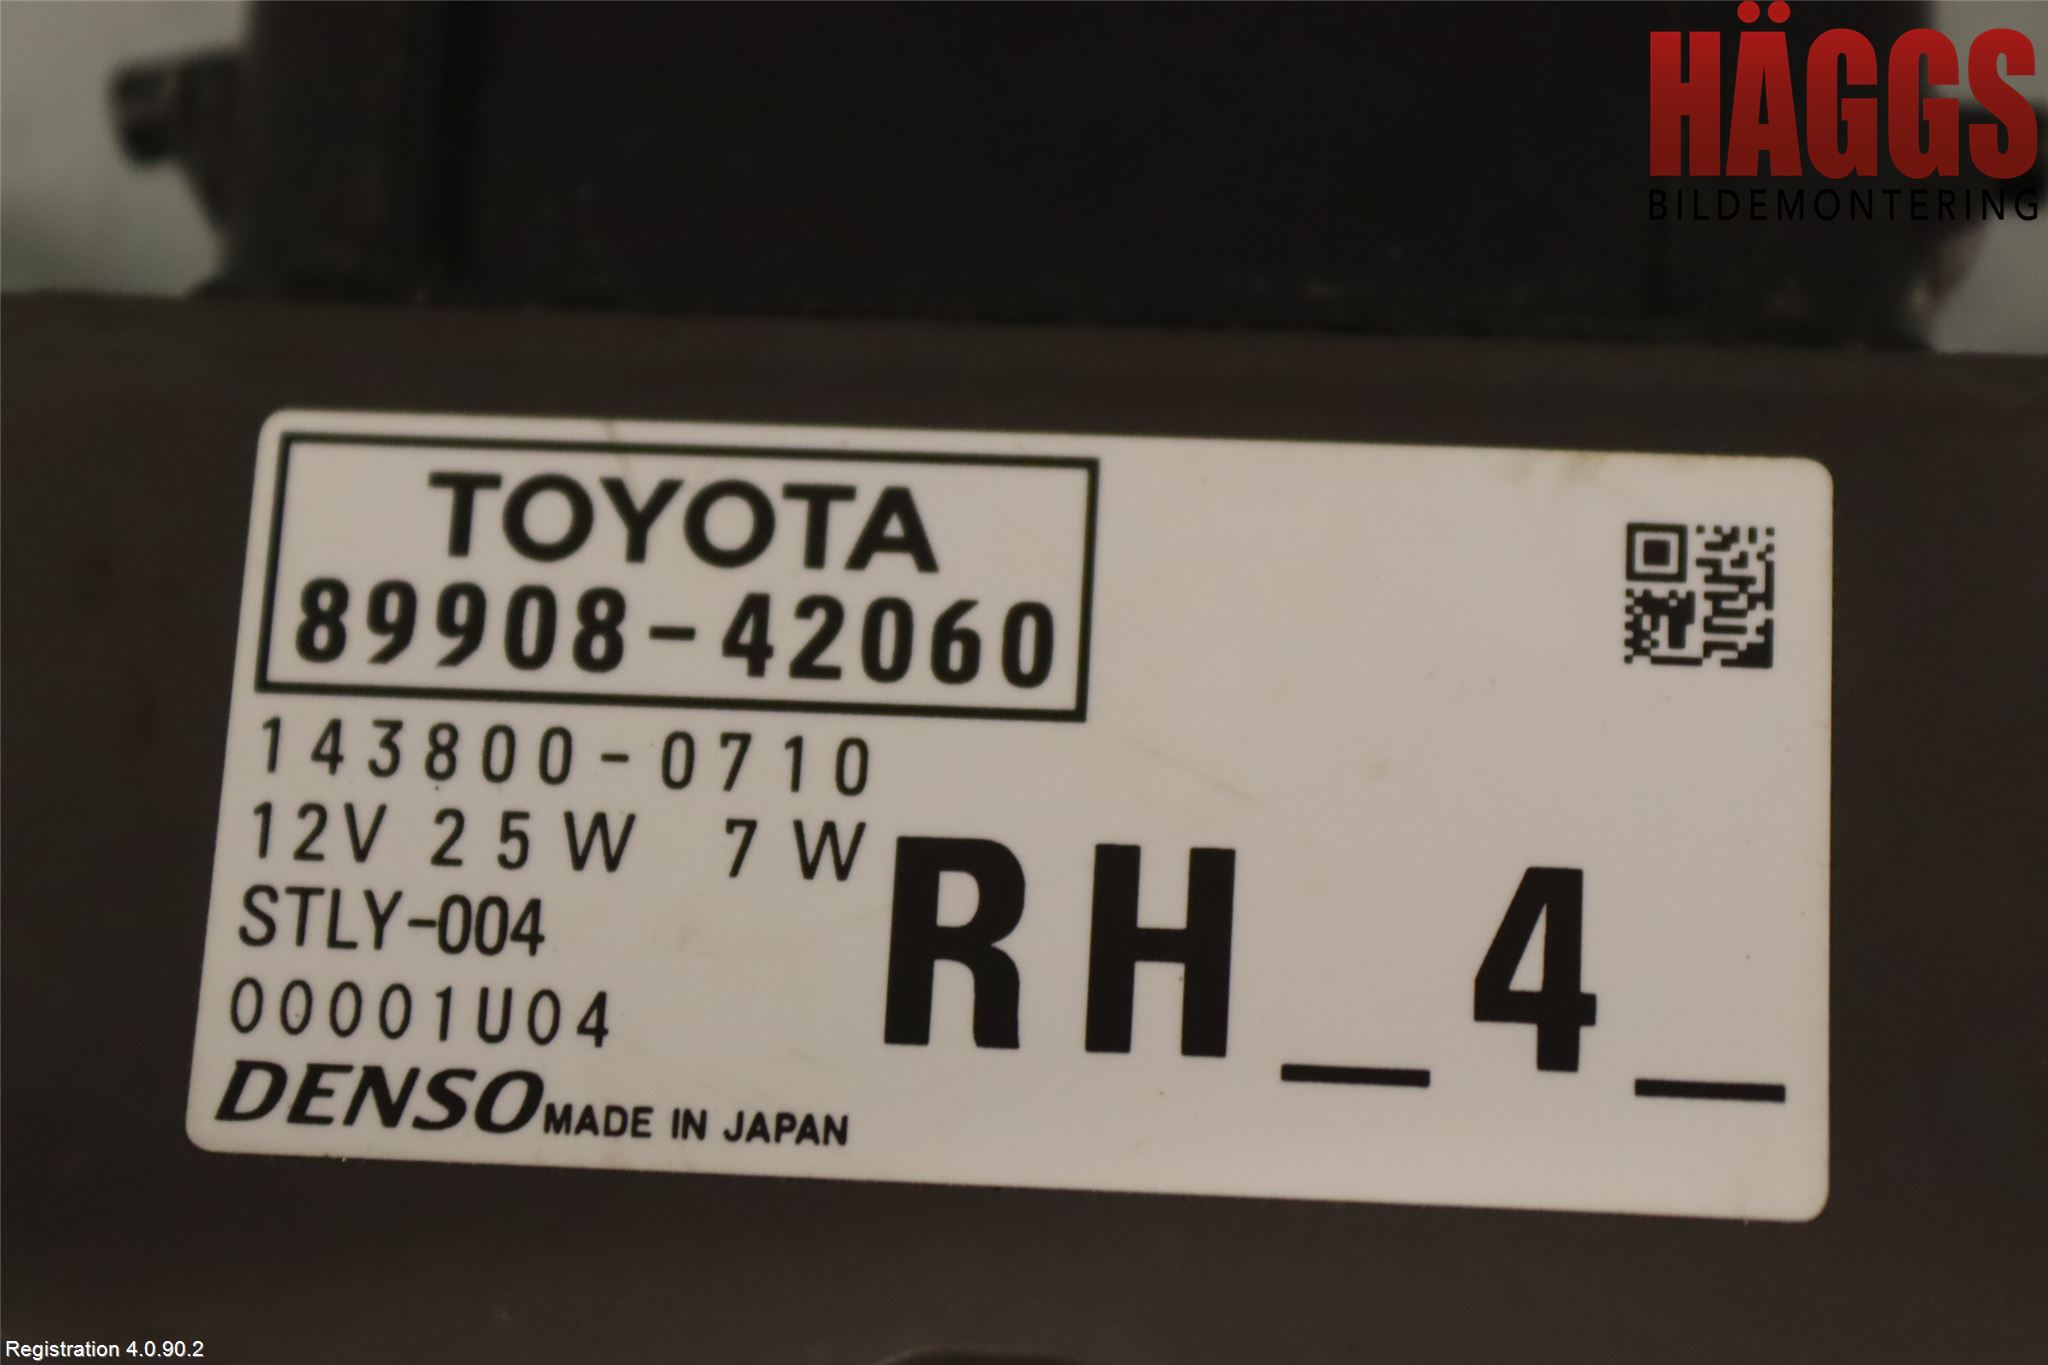 HÄGGS
BILDEMONTERING
TOYOTA
89908-42060
143800-0710
12V 25W 7W
STLY-004
00001U04
RH_4_
DENSO MADE IN JAPAN
Registration 4.0.90.2